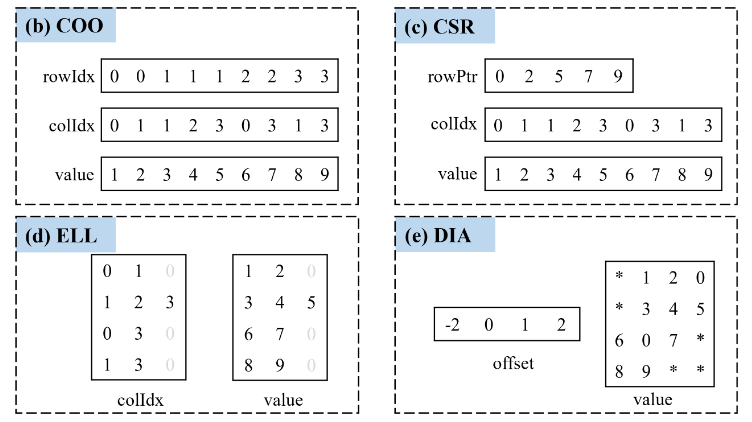 (b) COO
rowIdx 0 0 1 1 1 2 2 3 3
colIdx 0 1 1 2 3 0 3 1 3
value 1 2 3 4 5 6 7 8 9
(c) CSR
rowPtr 0 2 5 7 9
colIdx 0 1 1 2 3 0 3 1 3
value 1 2 3 4 5 6 7 8 9
(d) ELL
0 1 0
1 2 3
0 3 0
1 3 0
colIdx
1 2 0
3 4 5
6 7 0
8 9 0
value
(e) DIA
-2 0 1 2
offset
* 1 2 0
* 3 4 5
6 0 7 *
8 9 * *
value